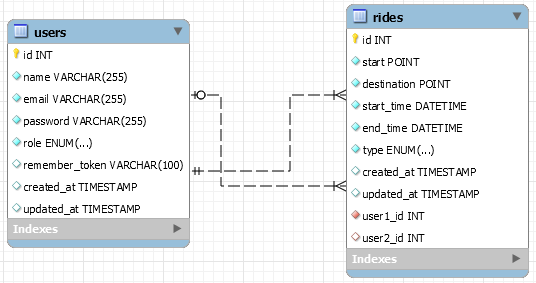 users
id INT
name VARCHAR(255)
email VARCHAR(255)
password VARCHAR(255)
role ENUM(...)
remember_token VARCHAR(100)
created_at TIMESTAMP
updated_at TIMESTAMP
Indexes
rides
id INT
start POINT
destination POINT
start_time DATETIME
end_time DATETIME
type ENUM(...)
created_at TIMESTAMP
updated_at TIMESTAMP
user1_id INT
user2_id INT
Indexes